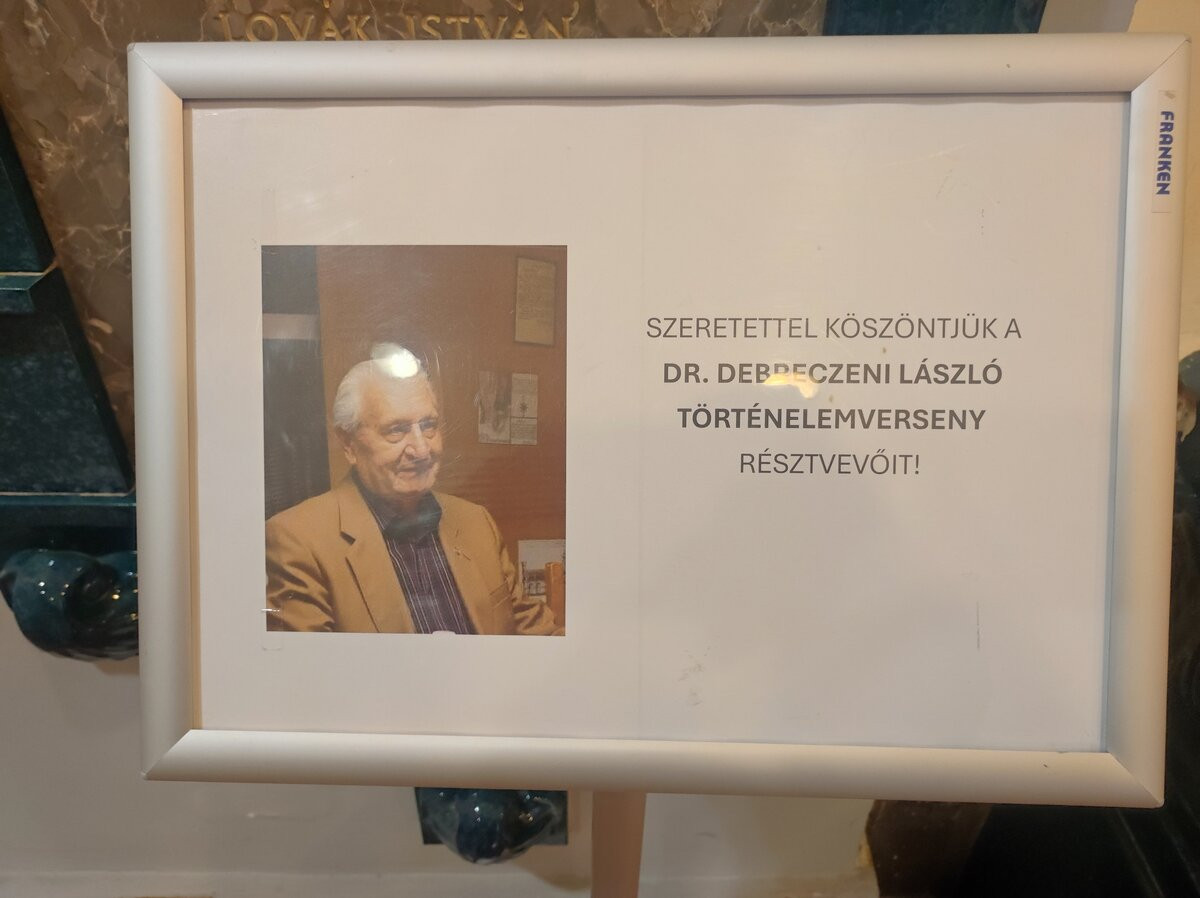 LOVÁK ISTVÁN
FRANKEN
SZERETETTEL KÖSZÖNTJÜK A
DR. DEBRECZENI LÁSZLÓ
TÖRTÉNELEMVERSENY
RÉSZTVEVŐIT!